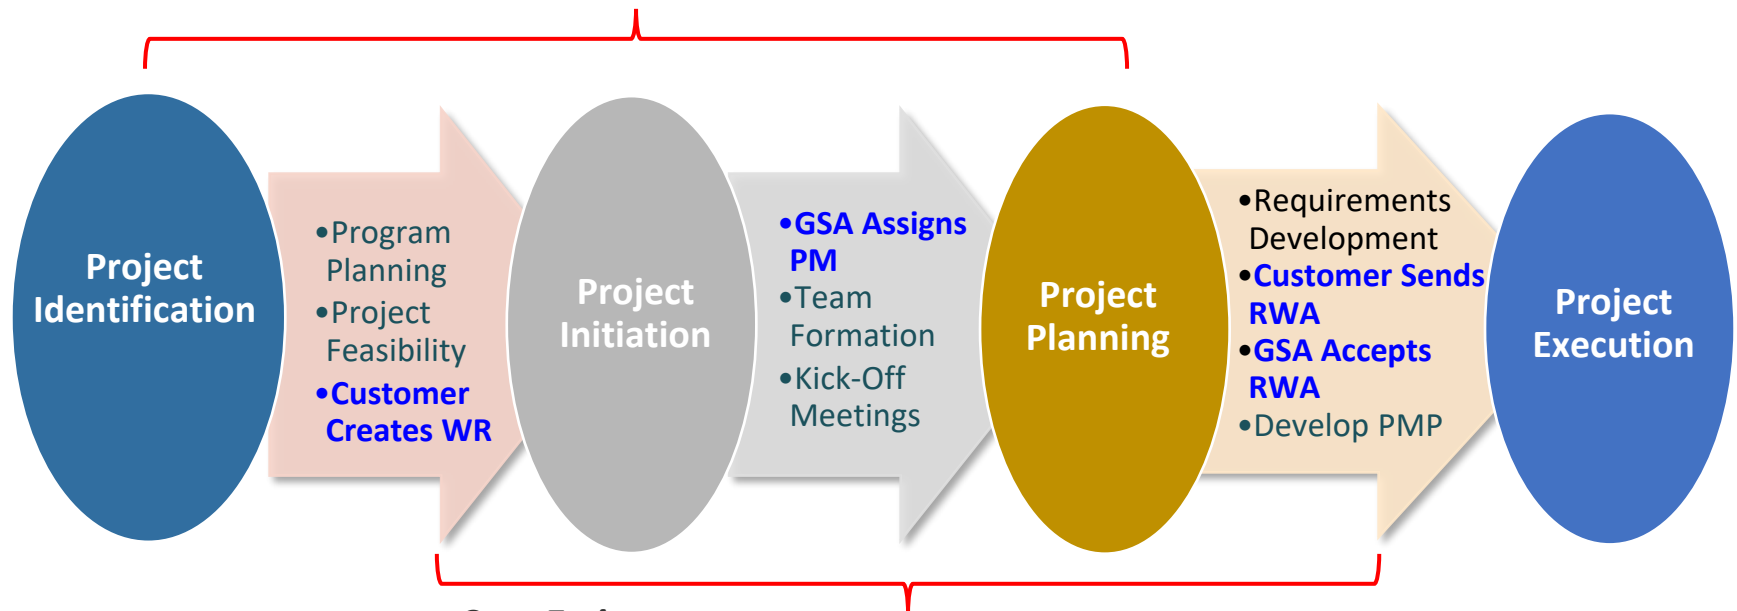 Project
Identification
•Program
Planning
•Project
Feasibility
•Customer
Creates WR
Project
Initiation
•GSA Assigns
PM
•Team
Formation
•Kick-Off
Meetings
Project
Planning
•Requirements
Development
•Customer Sends
RWA
•GSA Accepts
RWA
•Develop PMP
Project
Execution